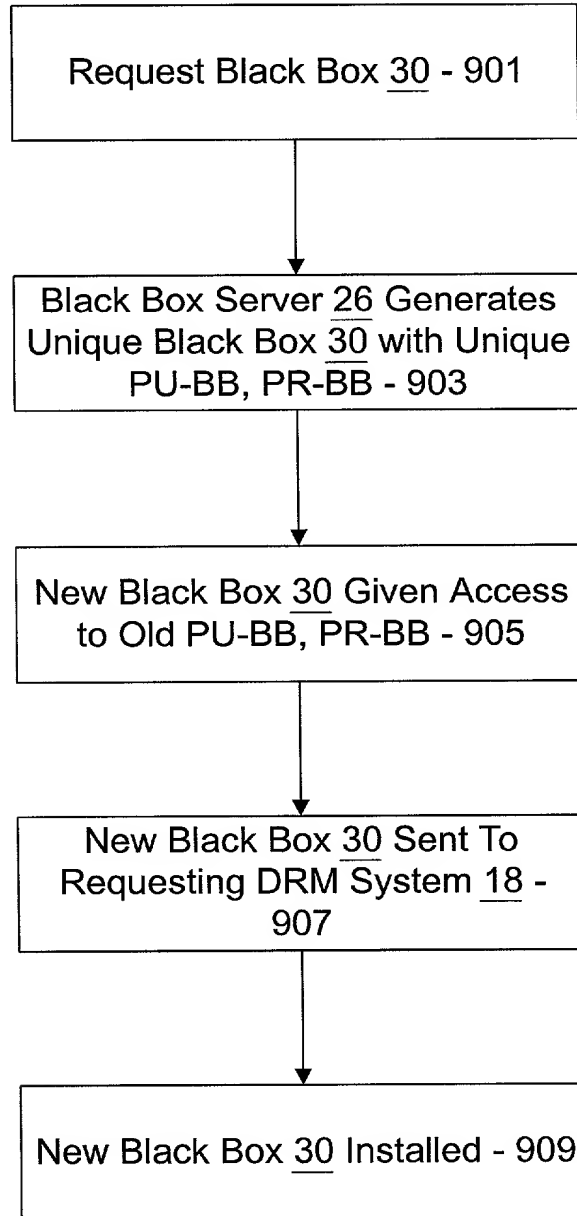 Request Black Box 30 - 901
Black Box Server 26 Generates
Unique Black Box 30 with Unique
PU-BB, PR-BB - 903
New Black Box 30 Given Access
to Old PU-BB, PR-BB - 905
New Black Box 30 Sent To
Requesting DRM System 18 -
907
New Black Box 30 Installed - 909